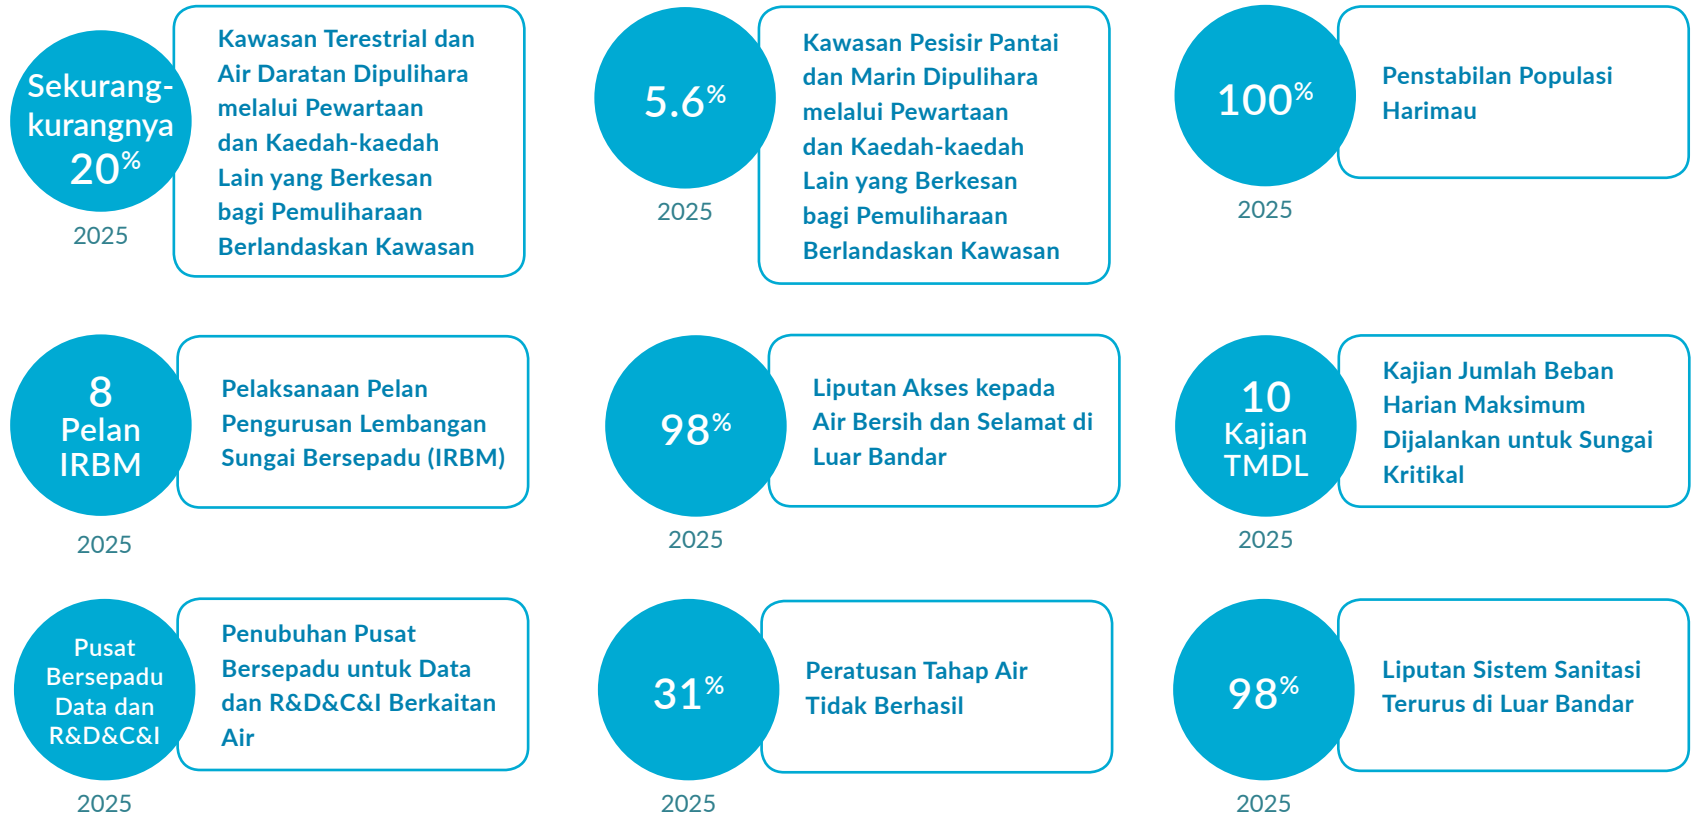 Sekurang-
kurangnya
20%
2025
Kawasan Terestrial dan
Air Daratan Dipulihara
melalui Pewartaan
dan Kaedah-kaedah
Lain yang Berkesan
bagi Pemuliharaan
Berlandaskan Kawasan
5.6%
2025
Kawasan Pesisir Pantai
dan Marin Dipulihara
melalui Pewartaan
dan Kaedah-kaedah
Lain yang Berkesan
bagi Pemuliharaan
Berlandaskan Kawasan
100%
2025
Penstabilan Populasi
Harimau
8
Pelan
IRBM
2025
Pelaksanaan Pelan
Pengurusan Lembangan
Sungai Bersepadu (IRBM)
98%
2025
Liputan Akses kepada
Air Bersih dan Selamat di
Luar Bandar
10
Kajian
TMDL
2025
Kajian Jumlah Beban
Harian Maksimum
Dijalankan untuk Sungai
Kritikal
Pusat
Bersepadu
Data dan
R&D&C&I
2025
Penubuhan Pusat
Bersepadu untuk Data
dan R&D&C&I Berkaitan
Air
31%
2025
Peratusan Tahap Air
Tidak Berhasil
98%
2025
Liputan Sistem Sanitasi
Terurus di Luar Bandar